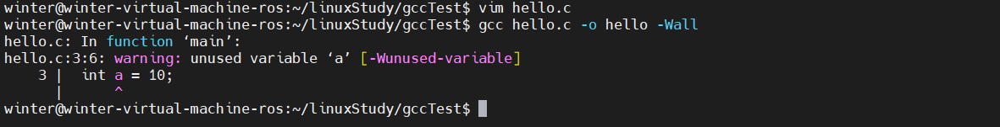 winter@winter-virtual-machine-ros:~/linuxStudy/gccTest$ vim hello.c
winter@winter-virtual-machine-ros:~/linuxStudy/gccTest$ gcc hello.c -o hello -Wall
hello.c: In function ‘main’:
hello.c:3:6: warning: unused variable ‘a’ [-Wunused-variable]
    3 |  int a = 10;
      |      ^
winter@winter-virtual-machine-ros:~/linuxStudy/gccTest$